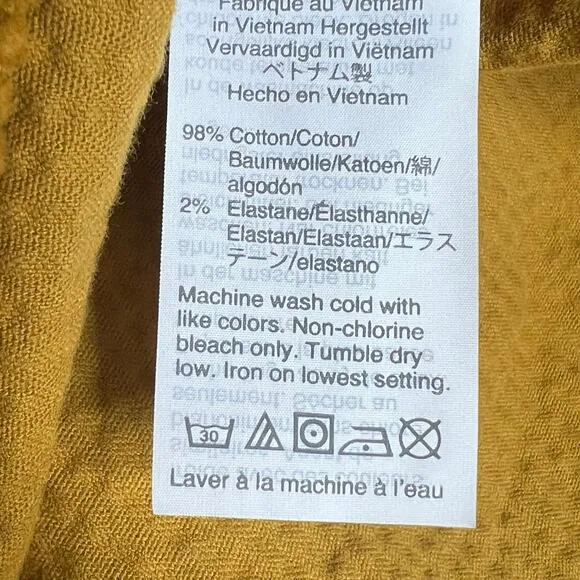 Fabriqué au Vietnam
in Vietnam Hergestellt
Vervaardigd in Viëtnam
ベトナム製
Hecho en Vietnam
98% Cotton/Coton/
Baumwolle/Katoen/綿/
algodón
2% Elastane/Élasthanne/
Elastan/Elastaan/エラス
テーン/elastano
Machine wash cold with
like colors. Non-chlorine
bleach only. Tumble dry
low. Iron on lowest setting.
30
Laver à la machine à l'eau